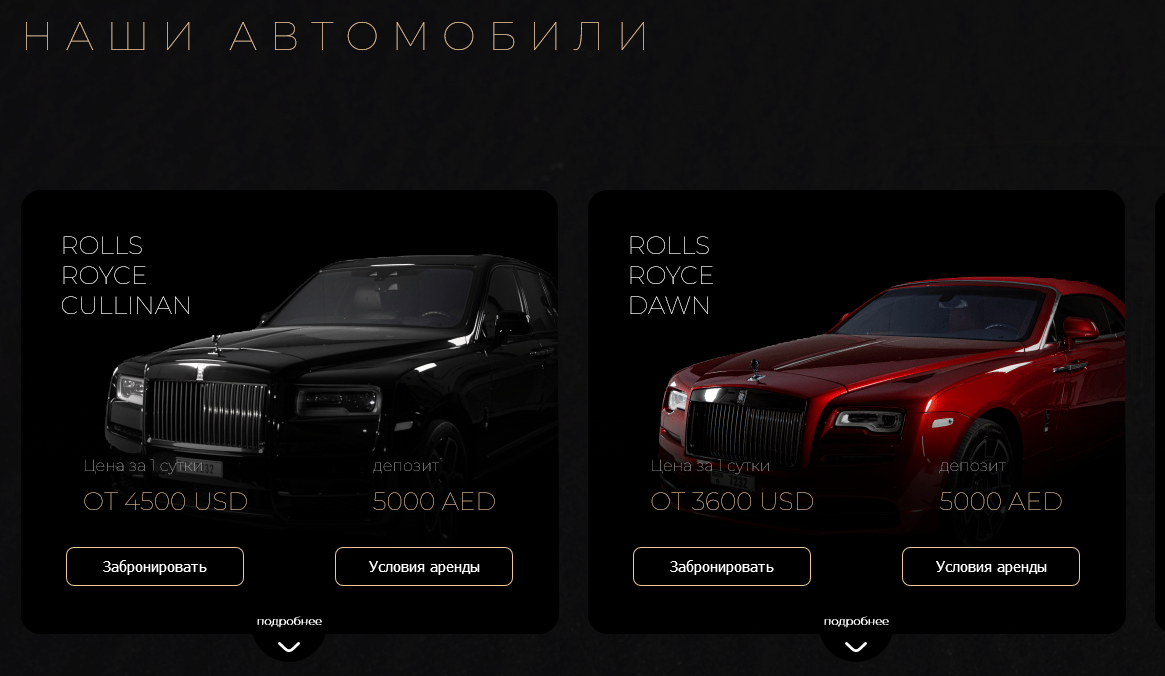 НАШИ АВТОМОБИЛИ
ROLLS
ROYCE
CULLINAN
Цена за 1 сутки
депозит
ОТ 4500 USD
5000 AED
Забронировать
Условия аренды
подробнее
ROLLS
ROYCE
DAWN
Цена за 1 сутки
депозит
ОТ 3600 USD
5000 AED
Забронировать
Условия аренды
подробнее